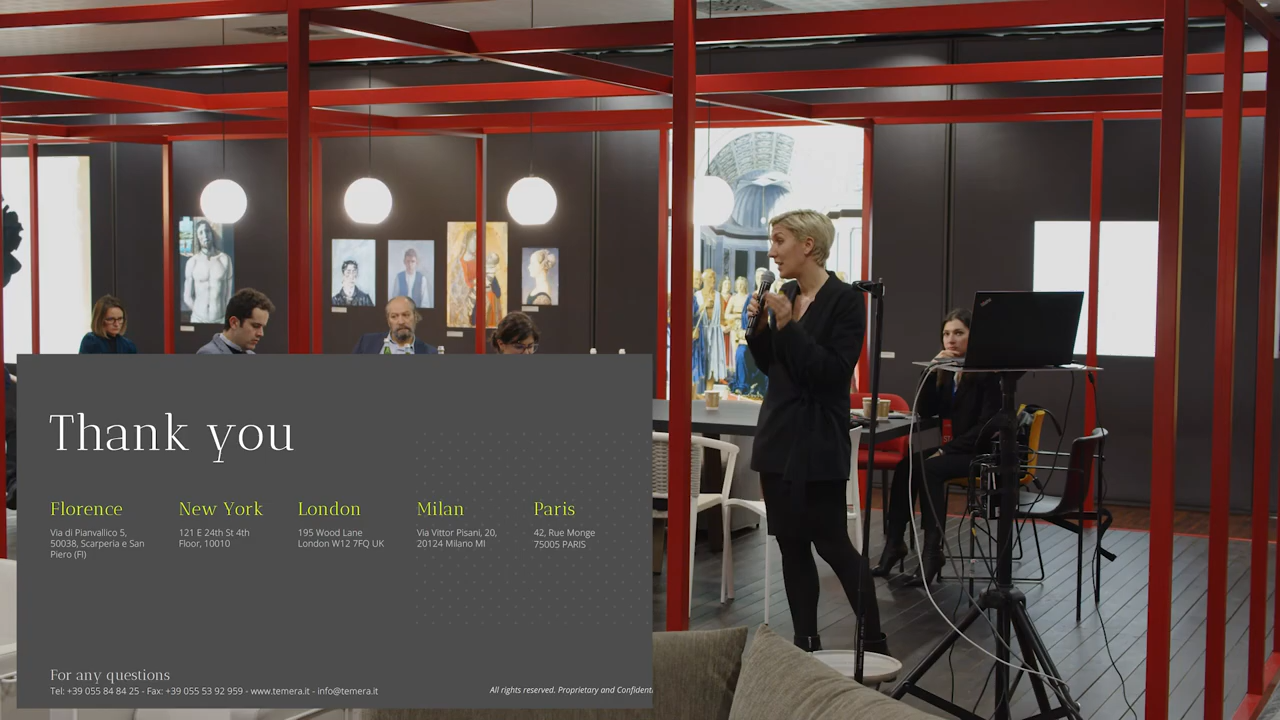 Thank you
Florence
Via di Pianvallico 5,
50038, Scarperia e San
Piero (FI)
New York
121 E 24th St 4th
Floor, 10010
London
195 Wood Lane
London W12 7FQ UK
Milan
Via Vittor Pisani, 20,
20124 Milano MI
Paris
42, Rue Monge
75005 PARIS
For any questions
Tel: +39 055 84 84 25 - Fax: +39 055 53 92 959 - www.temera.it - info@temera.it
All rights reserved. Proprietary and Confidenti